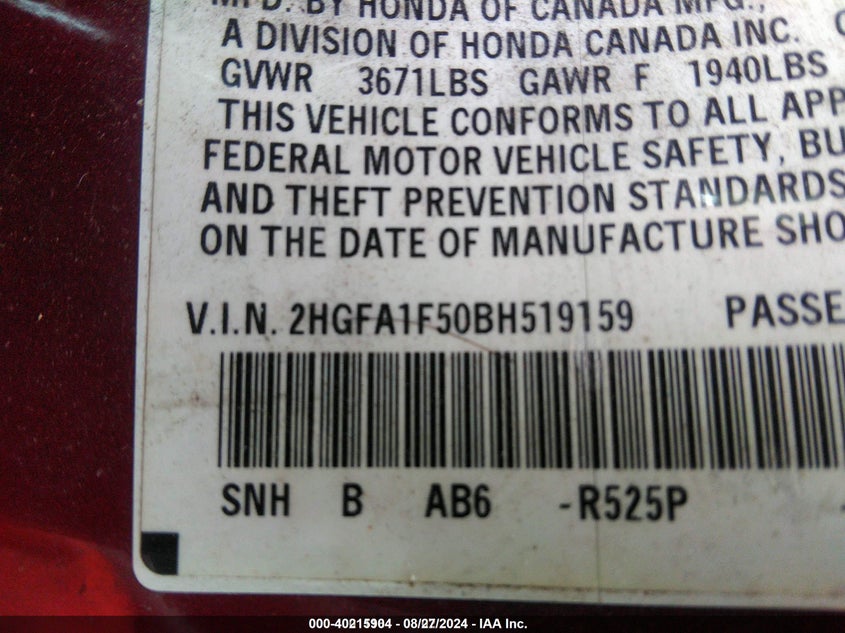 MFD. BY HONDA OF CANADA MFG.,
A DIVISION OF HONDA CANADA INC.
GVWR 3671LBS GAWR F 1940LBS
THIS VEHICLE CONFORMS TO ALL APP
FEDERAL MOTOR VEHICLE SAFETY, BU
AND THEFT PREVENTION STANDARDS
ON THE DATE OF MANUFACTURE SHO
V.I.N. 2HGFA1F50BH519159 PASSE
SNH B AB6 -R525P
000-40215904 - 08/27/2024 - IAA Inc.